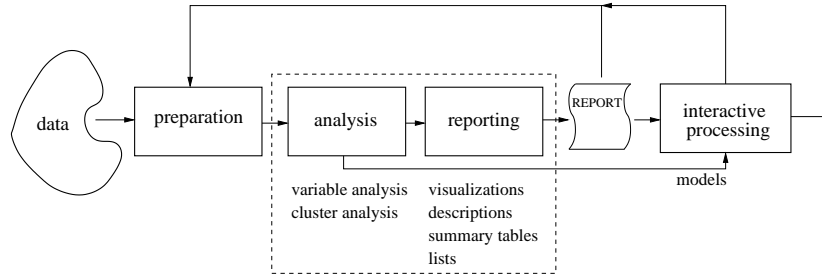 data
preparation
analysis
reporting
REPORT
interactive
processing
models
variable analysis
cluster analysis
visualizations
descriptions
summary tables
lists